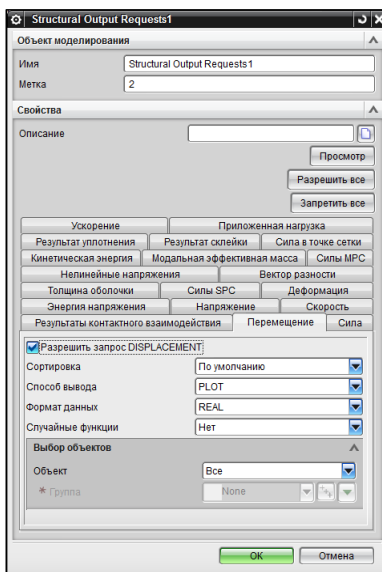 Structural Output Requests1
Объект моделирования
Имя Structural Output Requests1
Метка 2
Свойства
Описание
Просмотр
Разрешить все
Запретить все
Ускорение Приложенная нагрузка
Результат уплотнения Результат склейки Сила в точке сетки
Кинетическая энергия Модальная эффективная масса Силы MPC
Нелинейные напряжения Вектор разности
Толщина оболочки Силы SPC Деформация
Энергия напряжения Напряжение Скорость
Результаты контактного взаимодействия Перемещение Сила
Разрешить запрос DISPLACEMENT
Сортировка По умолчанию
Способ вывода PLOT
Формат данных REAL
Случайные функции Нет
Выбор объектов
Объект Все
* Группа None
OK Отмена